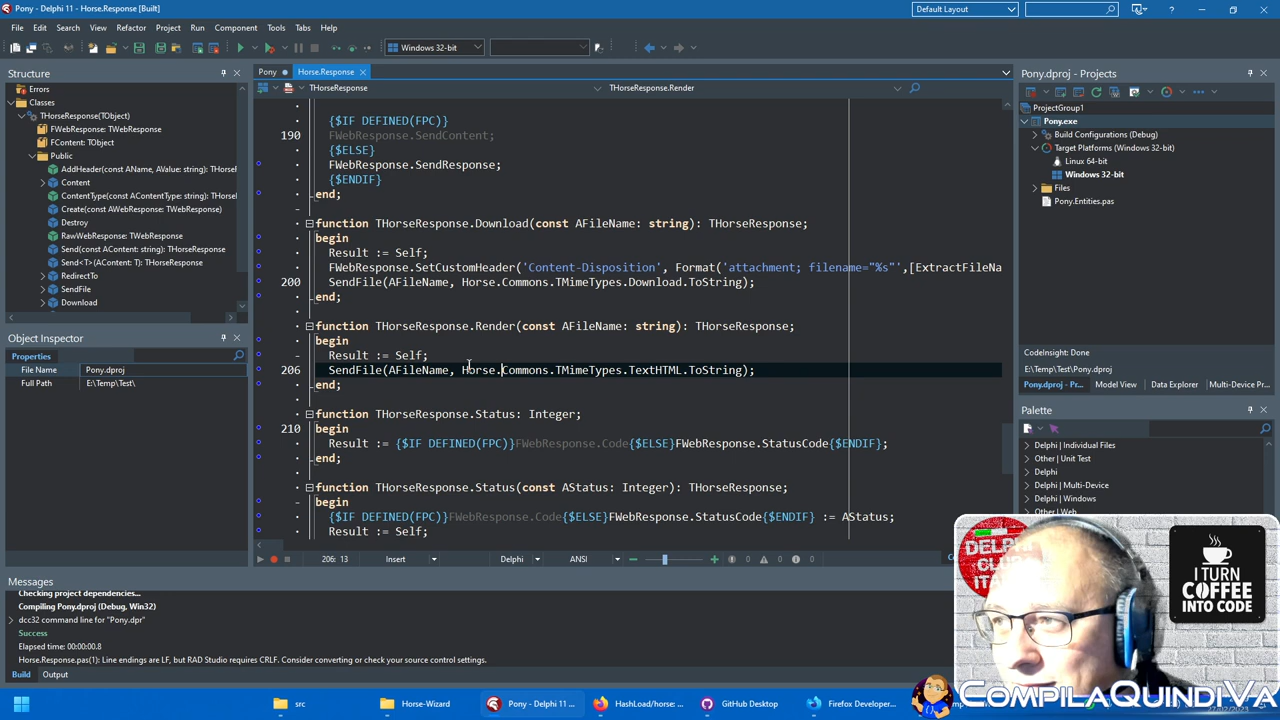 Pony - Delphi 11 - Horse.Response [Built]
Default Layout
File Edit Search View Refactor Project Run Component Tools Tabs Help
Windows 32-bit
Structure
Errors
Classes
THorseResponse(TObject)
FWebResponse: TWebResponse
FContent: TObject
Public
AddHeader(const AName, AValue: string): THorseR
Content
ContentType(const AContentType: string): THorseR
Create(const AWebResponse: TWebResponse)
Destroy
RawWebResponse: TWebResponse
Send(const AContent: string): THorseResponse
Send<T>(AContent: T): THorseResponse
RedirectTo
SendFile
Download
Object Inspector
Properties
File Name Pony.dproj
Full Path E:\Temp\Test\
Pony Horse.Response
THorseResponse THorseResponse.Render
{$IF DEFINED(FPC)}
190 FWebResponse.SendContent;
{$ELSE}
FWebResponse.SendResponse;
{$ENDIF}
end;
function THorseResponse.Download(const AFileName: string): THorseResponse;
begin
Result := Self;
FWebResponse.SetCustomHeader('Content-Disposition', Format('attachment; filename="%s"',[ExtractFileNa
200 SendFile(AFileName, Horse.Commons.TMimeTypes.Download.ToString);
end;
function THorseResponse.Render(const AFileName: string): THorseResponse;
begin
Result := Self;
206 SendFile(AFileName, Horse.Commons.TMimeTypes.TextHTML.ToString);
end;
function THorseResponse.Status: Integer;
210 begin
Result := {$IF DEFINED(FPC)}FWebResponse.Code{$ELSE}FWebResponse.StatusCode{$ENDIF};
end;
function THorseResponse.Status(const AStatus: Integer): THorseResponse;
begin
{$IF DEFINED(FPC)}FWebResponse.Code{$ELSE}FWebResponse.StatusCode{$ENDIF} := AStatus;
Result := Self;
206: 13 Insert Delphi ANSI 0 0 0
Pony.dproj - Projects
ProjectGroup1
Pony.exe
Build Configurations (Debug)
Target Platforms (Windows 32-bit)
Linux 64-bit
Windows 32-bit
Files
Pony.Entities.pas
CodeInsight: Done.
E:\Temp\Test\Pony.dproj
Pony.dproj - Projects Model View Data Explorer Multi-Device Pr
Palette
Delphi | Individual Files
Other | Unit Test
Delphi
Delphi | Multi-Device
Delphi | Windows
Other | Web
Messages
Checking project dependencies...
Compiling Pony.dproj (Debug, Win32)
dcc32 command line for "Pony.dpr"
Success
Elapsed time: 00:00:00.8
Horse.Response.pas(1): Line endings are LF, but RAD Studio requires CRLF. Consider converting or check your source control settings.
Build Output
I TURN
COFFEE
INTO CODE
COMPILAQUINDIVA
src
Horse-Wizard
Pony - Delphi 11 ...
HashLoad/horse: ...
GitHub Desktop
Firefox Developer...